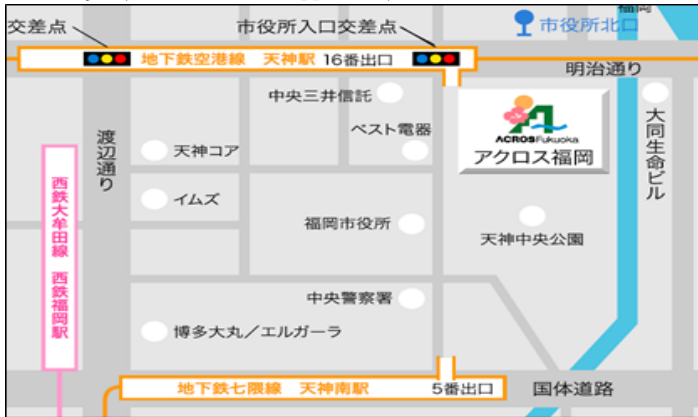 交差点
市役所入口交差点
市役所北口
福岡
地下鉄空港線 天神駅 16番出口
明治通り
中央三井信託
ベスト電器
ACROSFukuoka
アクロス福岡
大同生命ビル
渡辺通り
天神コア
イムズ
西鉄大牟田線 西鉄福岡駅
福岡市役所
天神中央公園
中央警察署
博多大丸/エルガーラ
地下鉄七隈線 天神南駅 5番出口
国体道路